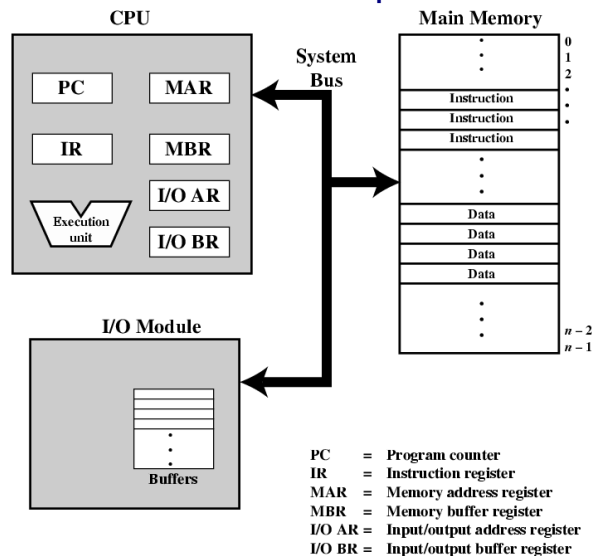 CPU
System
Bus
Main Memory
PC
MAR
IR
MBR
I/O AR
I/O BR
Execution
unit
0
1
2
Instruction
Instruction
Instruction
Data
Data
Data
Data
n – 2
n – 1
I/O Module
Buffers
PC = Program counter
IR = Instruction register
MAR = Memory address register
MBR = Memory buffer register
I/O AR = Input/output address register
I/O BR = Input/output buffer register